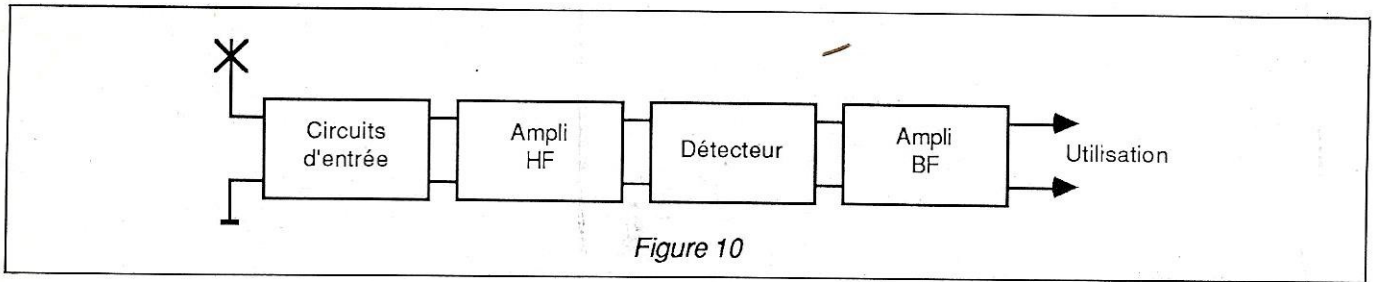 Circuits
d'entrée
Ampli
HF
Détecteur
Ampli
BF
Utilisation
Figure 10